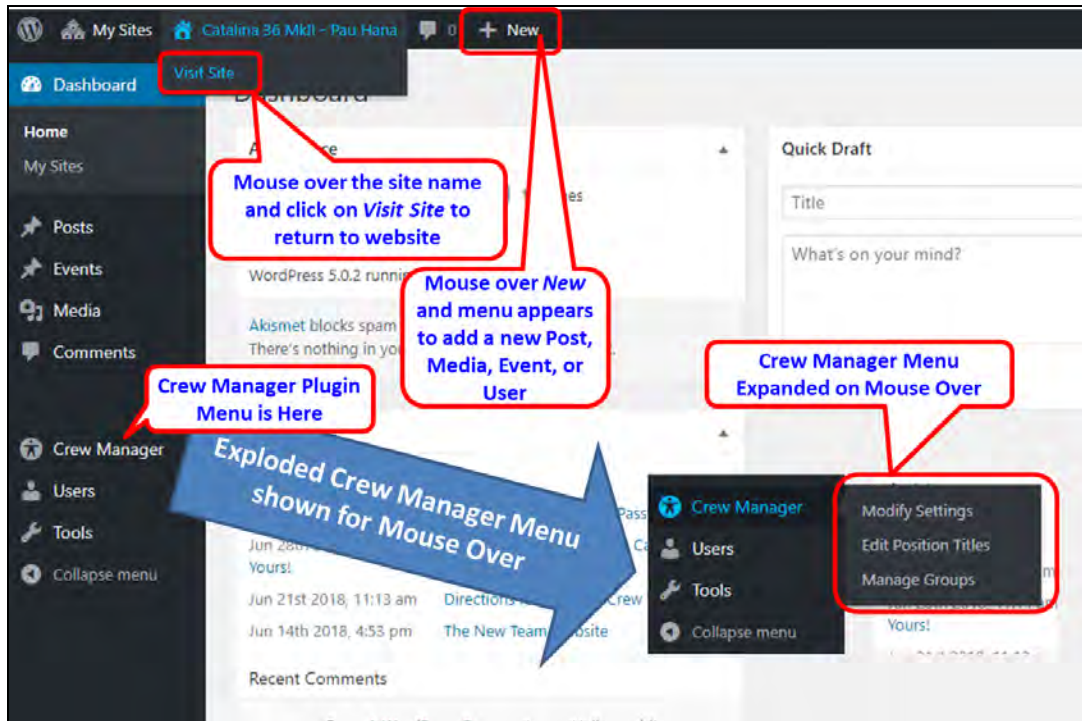 My Sites Catalina 36 MkII – Pau Hana 0 + New
Visit Site
Dashboard
Dashboard
Home
My Sites
Posts
Events
Media
Comments
Crew Manager
Users
Tools
Collapse menu
Mouse over the site name
and click on Visit Site to
return to website
WordPress 5.0.2
Akismet blocks spam
There's nothing in
Mouse over New
and menu appears
to add a new Post,
Media, Event, or
User
Quick Draft
Title
What's on your mind?
Crew Manager Plugin
Menu is Here
Crew Manager Menu
Expanded on Mouse Over
Exploded Crew Manager Menu
shown for Mouse Over
Yours!
Jun 21st 2018, 11:13 am Directions Crew
Jun 14th 2018, 4:53 pm The New Team
Recent Comments
Crew Manager
Users
Tools
Collapse menu
Modify Settings
Edit Position Titles
Manage Groups
Yours!